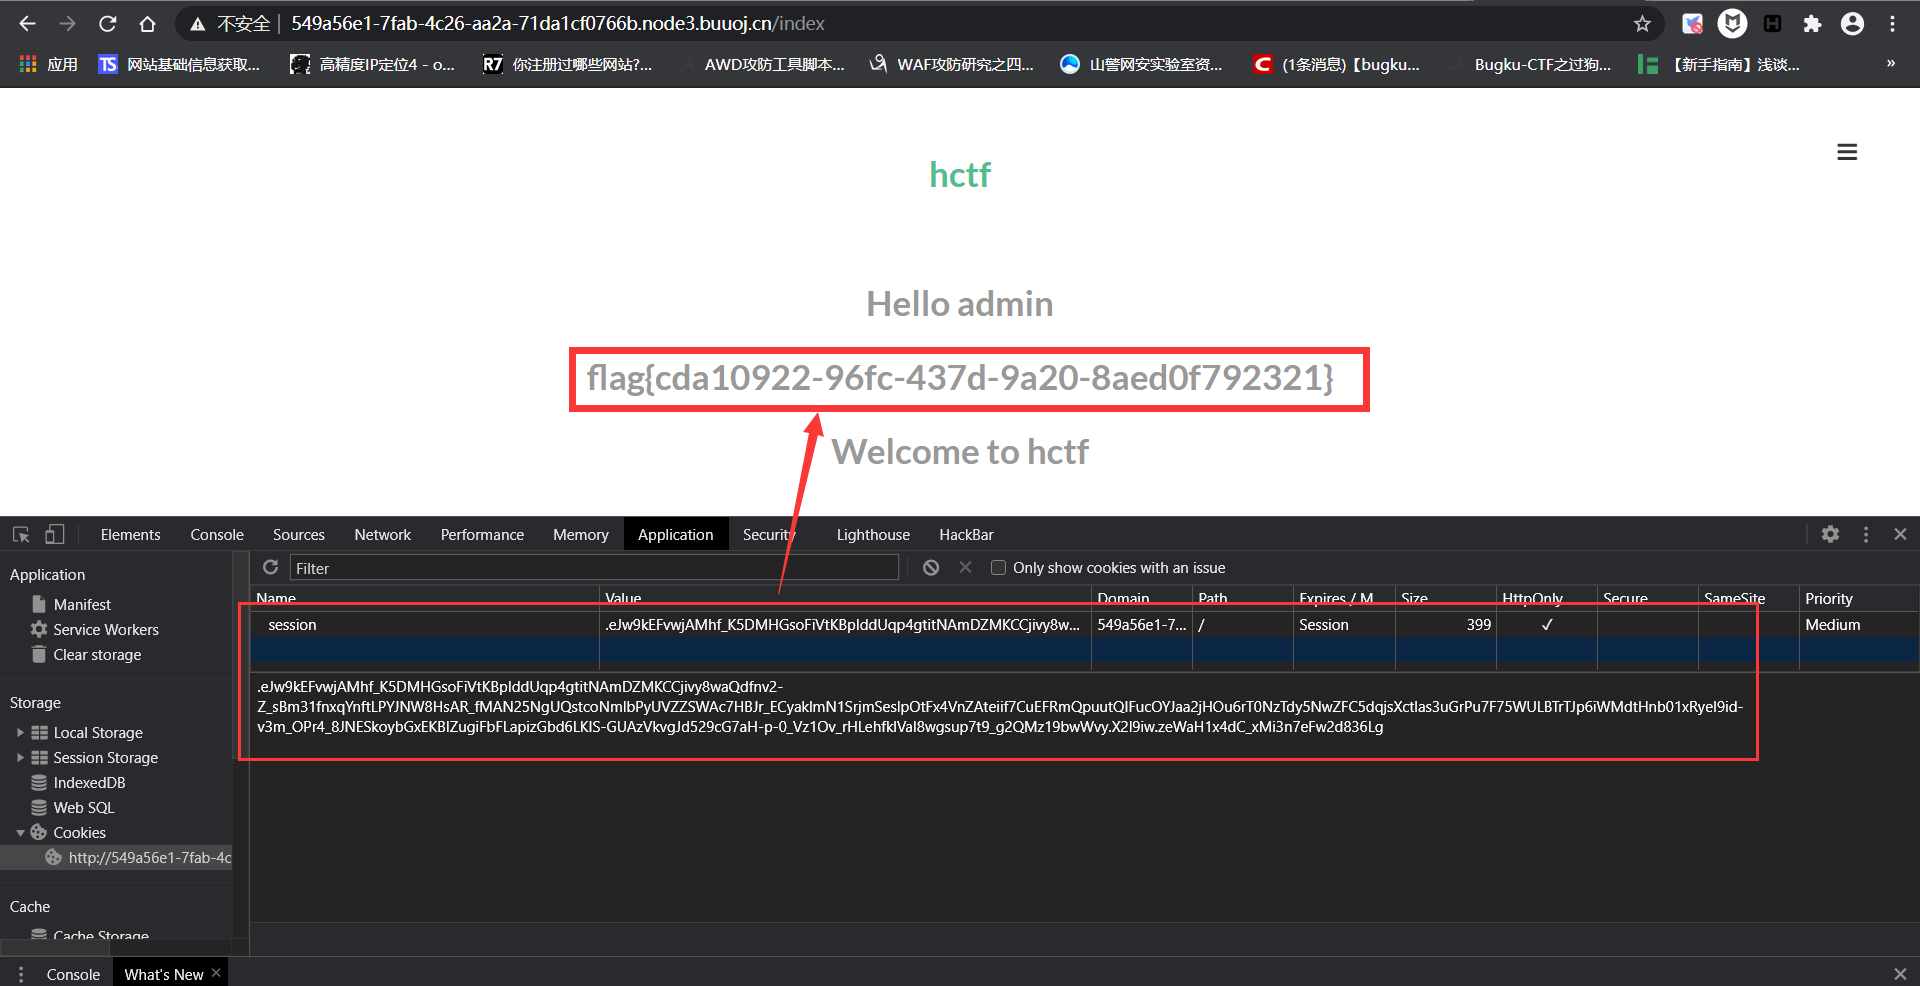 不安全 549a56e1-7fab-4c26-aa2a-71da1cf0766b.node3.buuoj.cn/index
应用 TS 网站基础信息获取... 高精度IP定位4 - o... R7 你注册过哪些网站?... AWD攻防工具脚本... WAF攻防研究之四... 山警网安实验室资... C (1条消息)【bugku... Bugku-CTF之过狗... 【新手指南】浅谈... »
hctf
Hello admin
flag{cda10922-96fc-437d-9a20-8aed0f792321}
Welcome to hctf
Elements Console Sources Network Performance Memory Application Security Lighthouse HackBar
Application
Manifest
Service Workers
Clear storage
Storage
Local Storage
Session Storage
IndexedDB
Web SQL
Cookies
http://549a56e1-7fab-4c
Cache
Cache Storage
Filter Only show cookies with an issue
Name Value Domain Path Expires / M Size HttpOnly Secure SameSite Priority
session .eJw9kEFvwjAMhf_K5DMHGsoFiVtKBpIddUqp4gtitNAmDZMKCCjivy8w... 549a56e1-7... / Session 399 ✓ Medium
.eJw9kEFvwjAMhf_K5DMHGsoFiVtKBpIddUqp4gtitNAmDZMKCCjivy8waQdfnv2-
Z_sBm31fnxqYnftLPYJNW8HsAR_fMAN25NgUQstcoNmlbPyUVZZSWAc7HBJr_ECyaklmN1SrjmSeslpOtFx4VnZAteiif7CuEFRmQpuutQIFucOYJaa2jHOu6rT0NzTdy5NwZFC5dqjsXctlas3uGrPu7F75WULBTrTJp6iWMdtHnb01xRyeI9id-
v3m_OPr4_8JNESkoybGxEKBIZugiFbFLapizGbd6LKIS-GUAzVkvgJd529cG7aH-p-0_Vz1Ov_rHLehfkIVaI8wgsup7t9_g2QMz19bwWvy.X2I9iw.zeWaH1x4dC_xMi3n7eFw2d836Lg
Console What's New